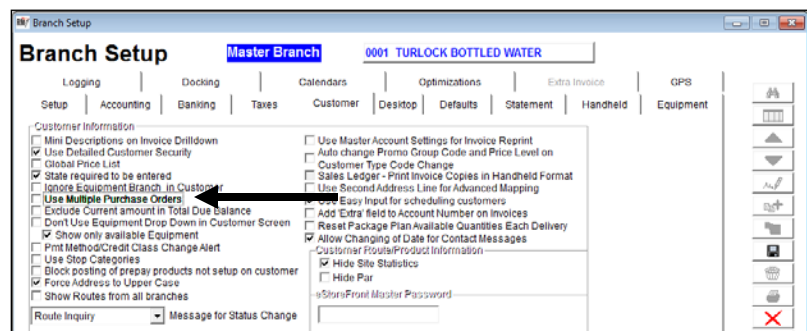 Branch Setup
Branch Setup Master Branch 0001 TURLOCK BOTTLED WATER
Logging Docking Calendars Optimizations Extra Invoice GPS
Setup Accounting Banking Taxes Customer Desktop Defaults Statement Handheld Equipment
Customer Information
Mini Descriptions on Invoice Drilldown
Use Detailed Customer Security
Global Price List
State required to be entered
Ignore Equipment Branch in Customer
Use Multiple Purchase Orders
Exclude Current amount in Total Due Balance
Don't Use Equipment Drop Down in Customer Screen
Show only available Equipment
Pmt Method/Credit Class Change Alert
Use Stop Categories
Block posting of prepay products not setup on customer
Force Address to Upper Case
Show Routes from all branches
Route Inquiry Message for Status Change
Use Master Account Settings for Invoice Reprint
Auto change Promo Group Code and Price Level on
Customer Type Code Change
Sales Ledger - Print Invoice Copies in Handheld Format
Use Second Address Line for Advanced Mapping
Use Easy Input for scheduling customers
Add 'Extra' field to Account Number on Invoices
Reset Package Plan Available Quantities Each Delivery
Allow Changing of Date for Contact Messages
Customer Route/Product Information
Hide Site Statistics
Hide Par
eStoreFront Master Password